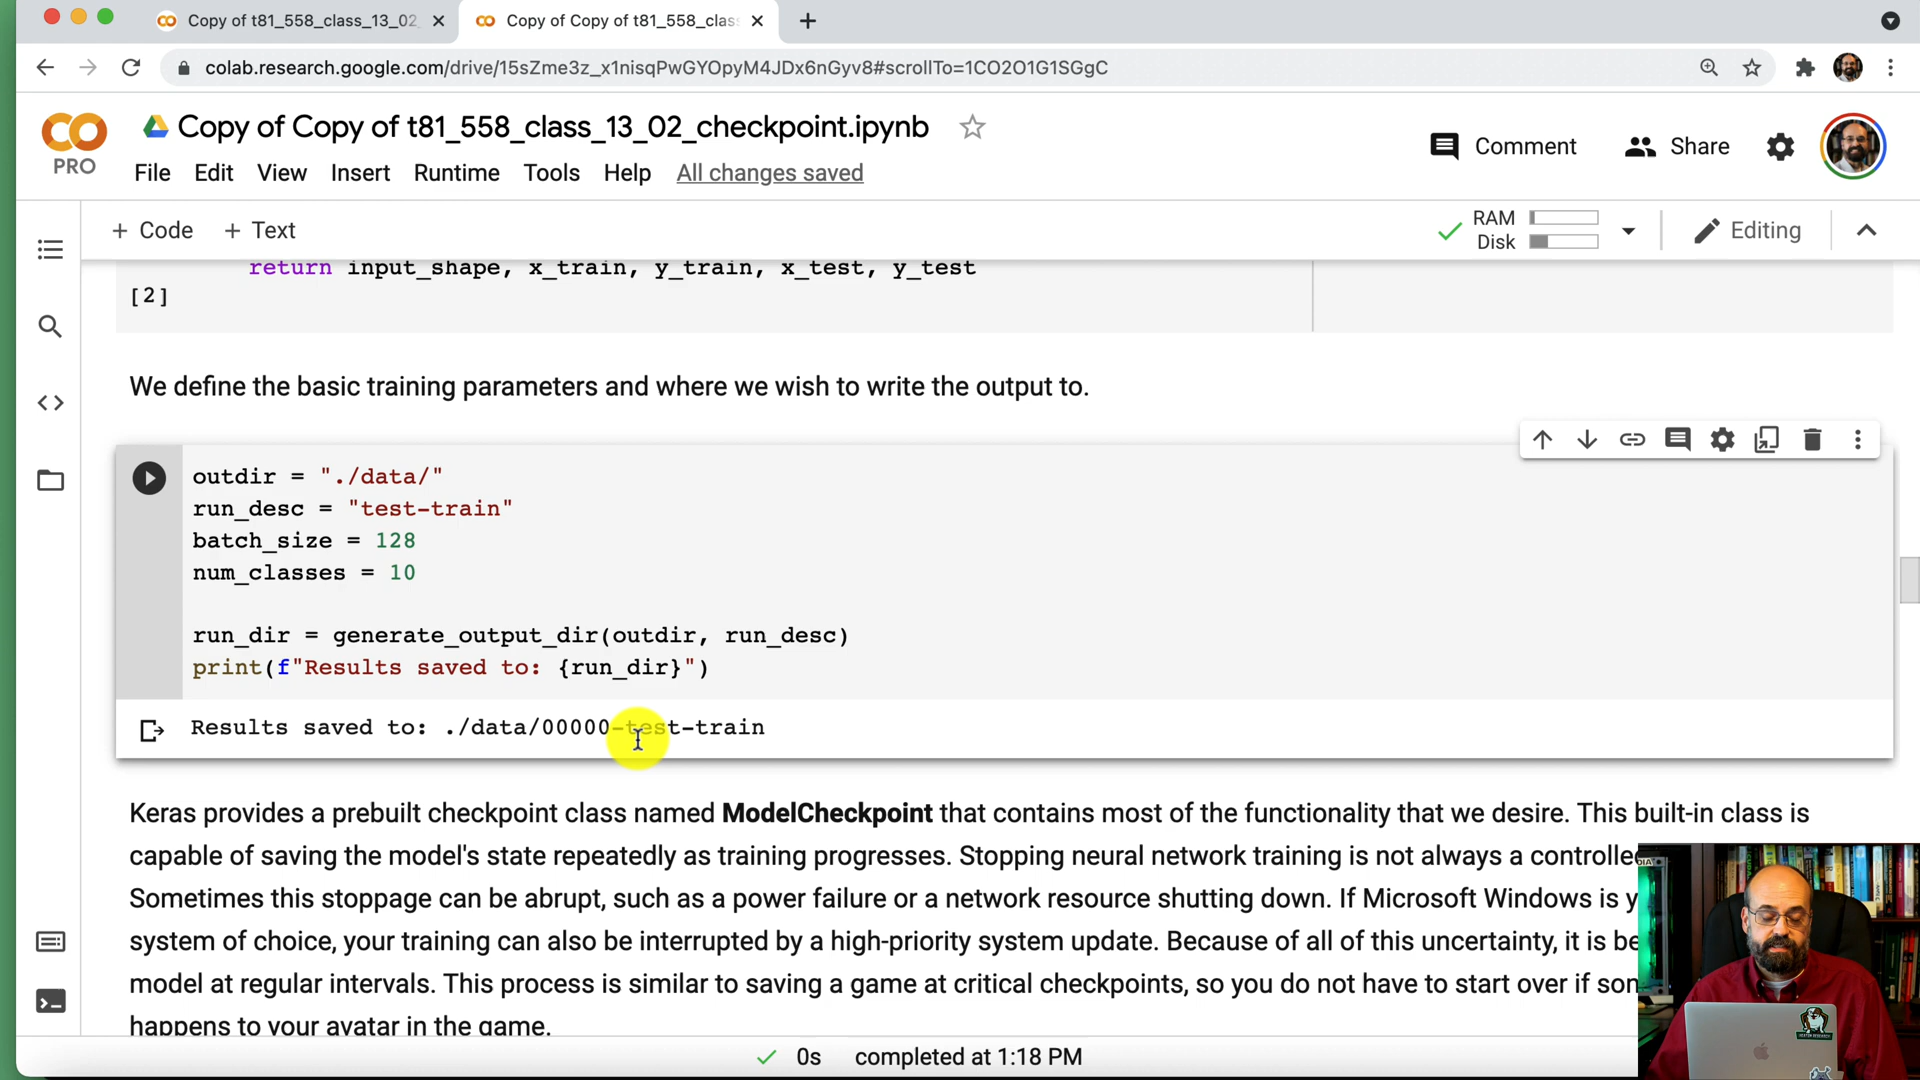 Copy of t81_558_class_13_02
Copy of Copy of t81_558_clas
colab.research.google.com/drive/15sZme3z_x1nisqPwGYOpyM4JDx6nGyv8#scrollTo=1CO2O1G1SGgC
Copy of Copy of t81_558_class_13_02_checkpoint.ipynb
PRO
Comment
Share
File Edit View Insert Runtime Tools Help All changes saved
+ Code + Text
RAM
Disk
Editing
return input_shape, x_train, y_train, x_test, y_test
[2]
We define the basic training parameters and where we wish to write the output to.
outdir = "./data/"
run_desc = "test-train"
batch_size = 128
num_classes = 10
run_dir = generate_output_dir(outdir, run_desc)
print(f"Results saved to: {run_dir}")
Results saved to: ./data/00000-test-train
Keras provides a prebuilt checkpoint class named ModelCheckpoint that contains most of the functionality that we desire. This built-in class is
capable of saving the model's state repeatedly as training progresses. Stopping neural network training is not always a controlled
Sometimes this stoppage can be abrupt, such as a power failure or a network resource shutting down. If Microsoft Windows is y
system of choice, your training can also be interrupted by a high-priority system update. Because of all of this uncertainty, it is be
model at regular intervals. This process is similar to saving a game at critical checkpoints, so you do not have to start over if som
happens to your avatar in the game.
0s completed at 1:18 PM